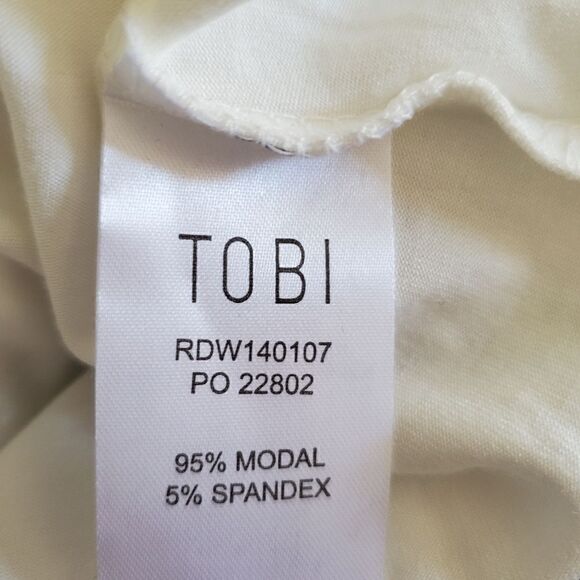 TOBI
RDW140107
PO 22802
95% MODAL
5% SPANDEX